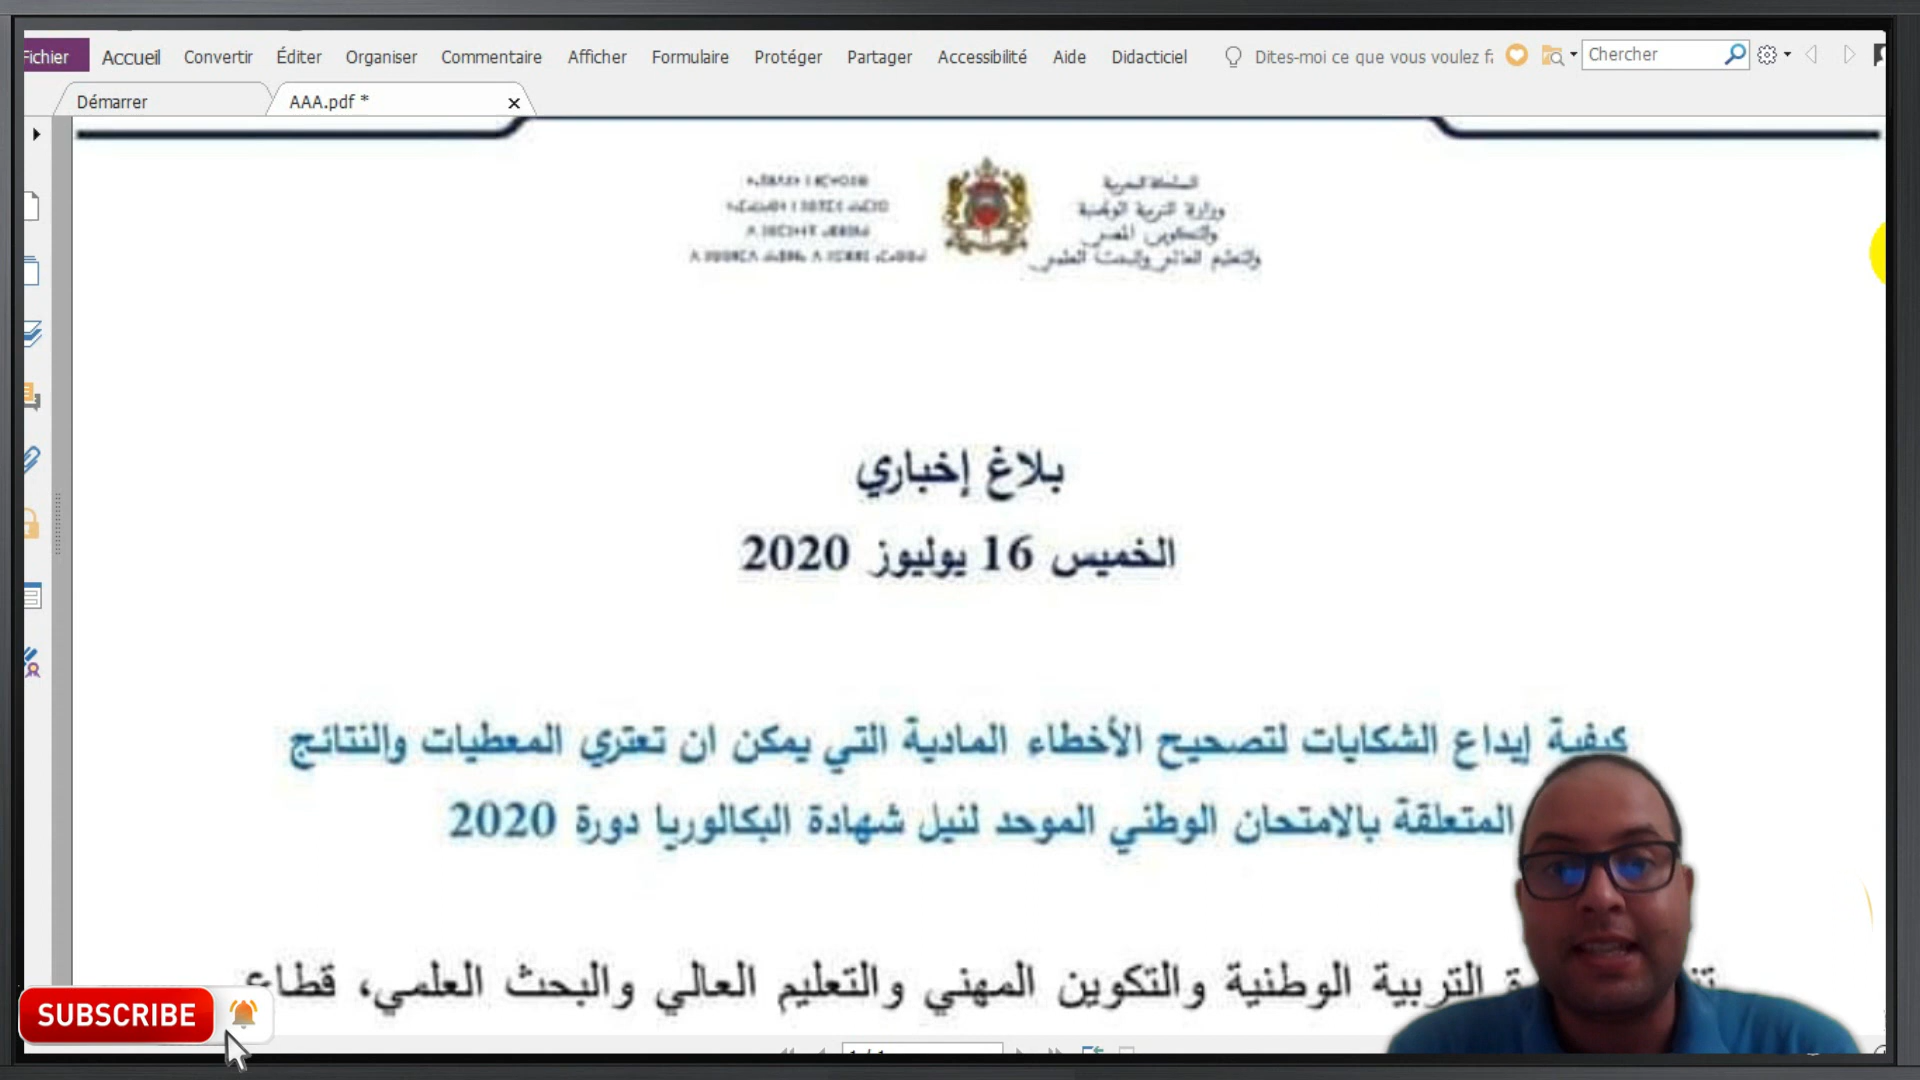 Fichier Accueil Convertir Éditer Organiser Commentaire Afficher Formulaire Protéger Partager Accessibilité Aide Didacticiel Dites-moi ce que vous voulez f Chercher
Démarrer AAA.pdf *
المملكة المغربية
وزارة التربية الوطنية
والتكوين المهني
والتعليم العالي والبحث العلمي
بلاغ إخباري
الخميس 16 يوليوز 2020
كيفية إيداع الشكايات لتصحيح الأخطاء المادية التي يمكن ان تعتري المعطيات والنتائج
المتعلقة بالامتحان الوطني الموحد لنيل شهادة البكالوريا دورة 2020
التربية الوطنية والتكوين المهني والتعليم العالي والبحث العلمي، قطاع
SUBSCRIBE